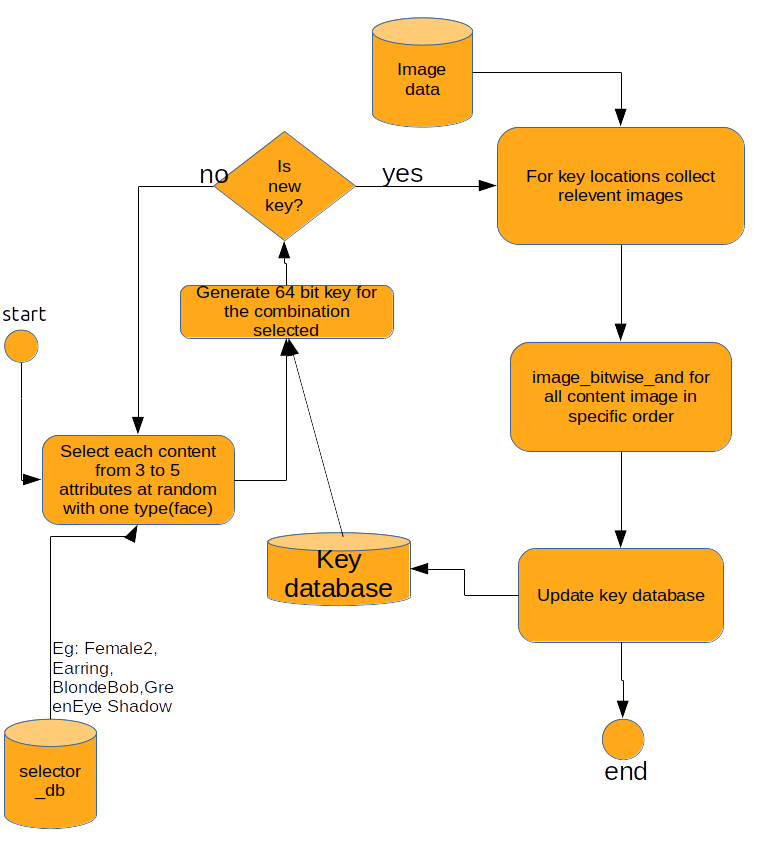 Image
data
no
Is
new
key?
yes
For key locations collect
relevent images
Generate 64 bit key for
the combination
selected
start
image_bitwise_and for
all content image in
specific order
Select each content
from 3 to 5
attributes at random
with one type(face)
Key
database
Update key database
Eg: Female2,
Earring,
BlondeBob,Gre
enEye Shadow
selector
_db
end